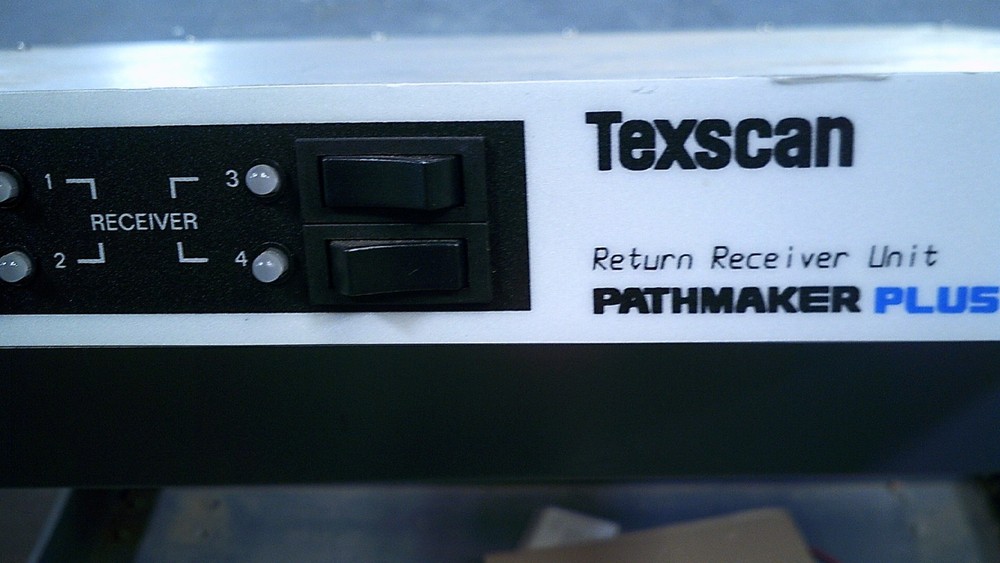 1
3
RECEIVER
2
4
Texscan
Return Receiver Unit
PATHMAKER PLUS